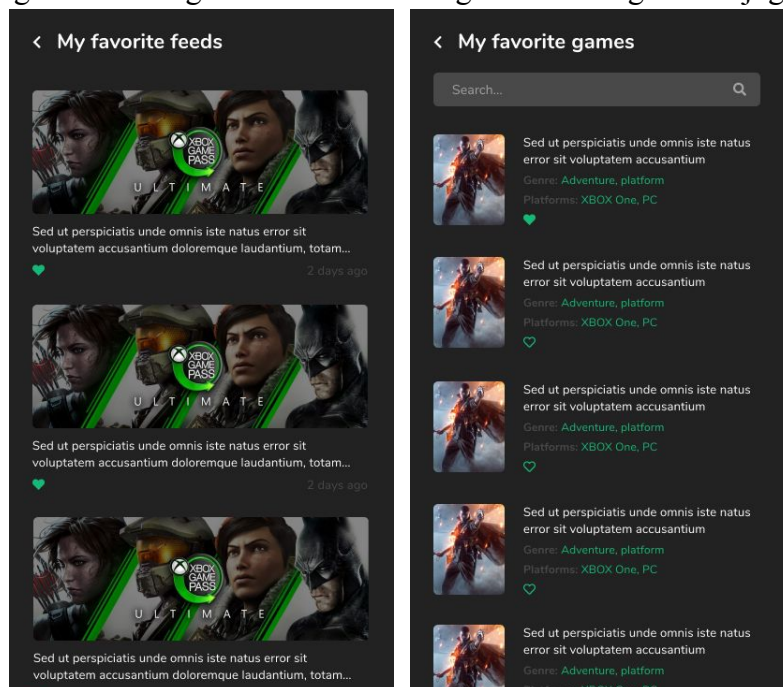 My favorite feeds
XBOX
GAME
PASS
ULTIMATE
Sed ut perspiciatis unde omnis iste natus error sit
voluptatem accusantium doloremque laudantium, totam...
2 days ago
XBOX
GAME
PASS
ULTIMATE
Sed ut perspiciatis unde omnis iste natus error sit
voluptatem accusantium doloremque laudantium, totam...
2 days ago
XBOX
GAME
PASS
ULTIMATE
Sed ut perspiciatis unde omnis iste natus error sit
voluptatem accusantium doloremque laudantium, totam...
My favorite games
Search...
Sed ut perspiciatis unde omnis iste natus
error sit voluptatem accusantium
Genre: Adventure, platform
Platforms: XBOX One, PC
Sed ut perspiciatis unde omnis iste natus
error sit voluptatem accusantium
Genre: Adventure, platform
Platforms: XBOX One, PC
Sed ut perspiciatis unde omnis iste natus
error sit voluptatem accusantium
Genre: Adventure, platform
Platforms: XBOX One, PC
Sed ut perspiciatis unde omnis iste natus
error sit voluptatem accusantium
Genre: Adventure, platform
Platforms: XBOX One, PC
Sed ut perspiciatis unde omnis iste natus
error sit voluptatem accusantium
Genre: Adventure, platform